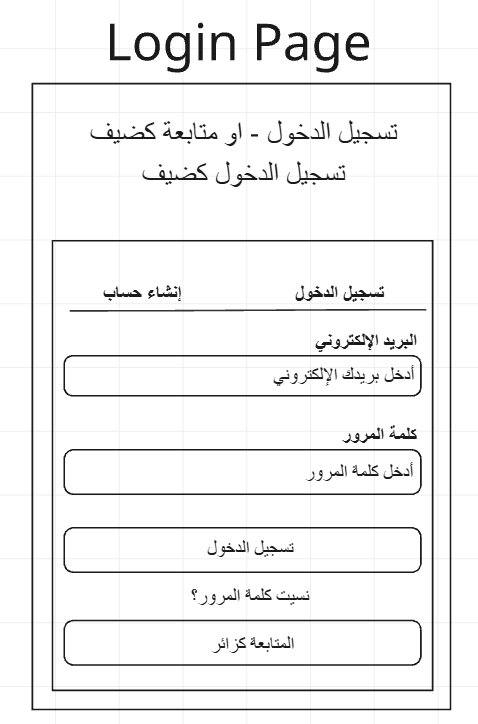 Login Page
تسجيل الدخول - او متابعة كضيف
تسجيل الدخول كضيف
تسجيل الدخول إنشاء حساب
البريد الإلكتروني
أدخل بريدك الإلكتروني
كلمة المرور
أدخل كلمة المرور
تسجيل الدخول
نسيت كلمة المرور؟
المتابعة كزائر